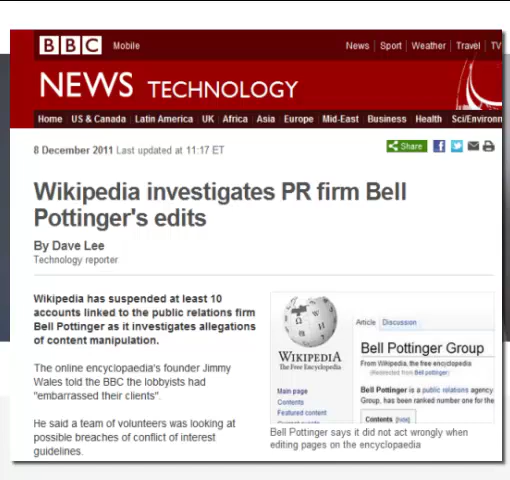 BBC Mobile News Sport Weather Travel TV
NEWS TECHNOLOGY
Home US & Canada Latin America UK Africa Asia Europe Mid-East Business Health Sci/Environ
8 December 2011 Last updated at 11:17 ET
Share
Wikipedia investigates PR firm Bell
Pottinger's edits
By Dave Lee
Technology reporter
Wikipedia has suspended at least 10
accounts linked to the public relations firm
Bell Pottinger as it investigates allegations
of content manipulation.
The online encyclopaedia's founder Jimmy
Wales told the BBC the lobbyists had
"embarrassed their clients".
He said a team of volunteers was looking at
possible breaches of conflict of interest
guidelines.
WIKIPEDIA
The Free Encyclopedia
Main page
Contents
Featured content
Article Discussion
Bell Pottinger Group
From Wikipedia, the free encyclopedia
(Redirected from Bell pottinger)
Bell Pottinger is a public relations agency
Group, has been ranked number one for the
Contents [hide]
Bell Pottinger says it did not act wrongly when
editing pages on the encyclopaedia